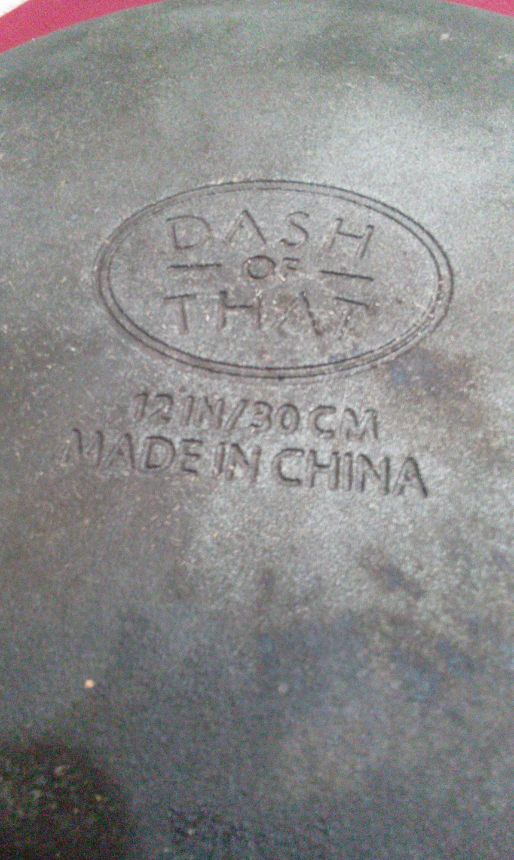 DASH
OF
THAT
12 IN/30 CM
MADE IN CHINA